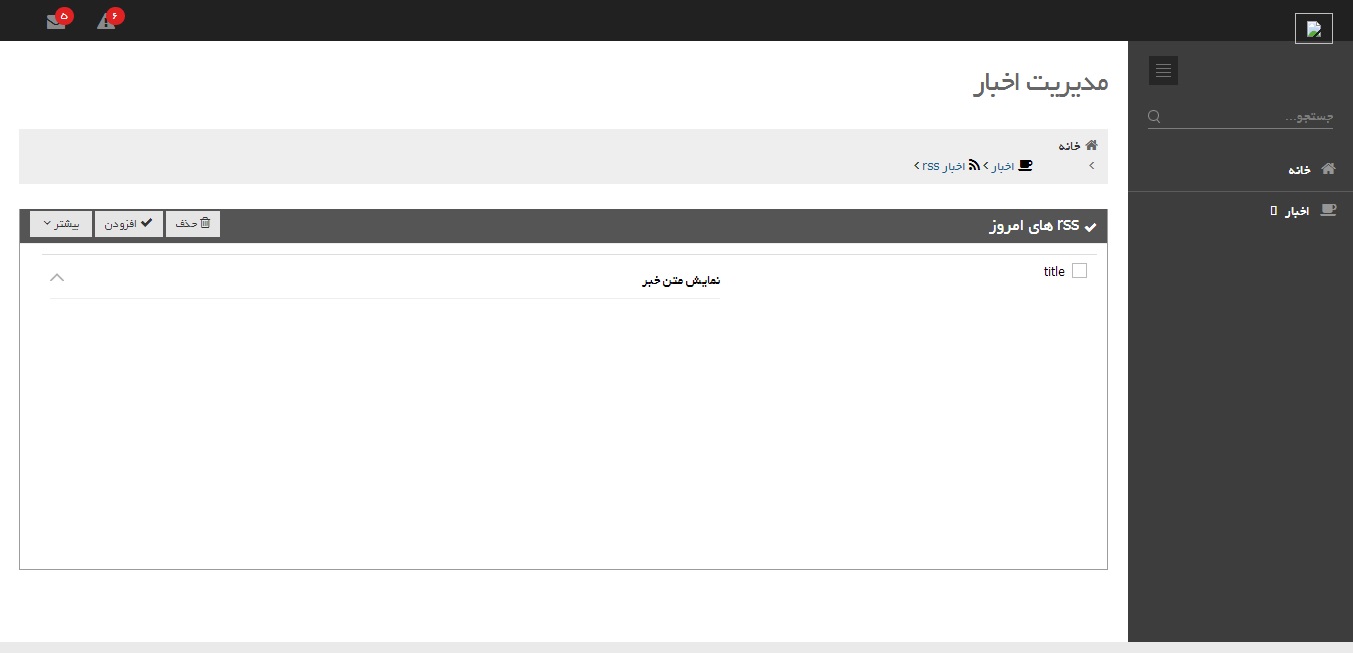 ۶
۵
جستجو...
خانه
اخبار
مدیریت اخبار
خانه
اخبار
اخبار rss
rss های امروز
حذف
افزودن
بیشتر
title
نمایش متن خبر